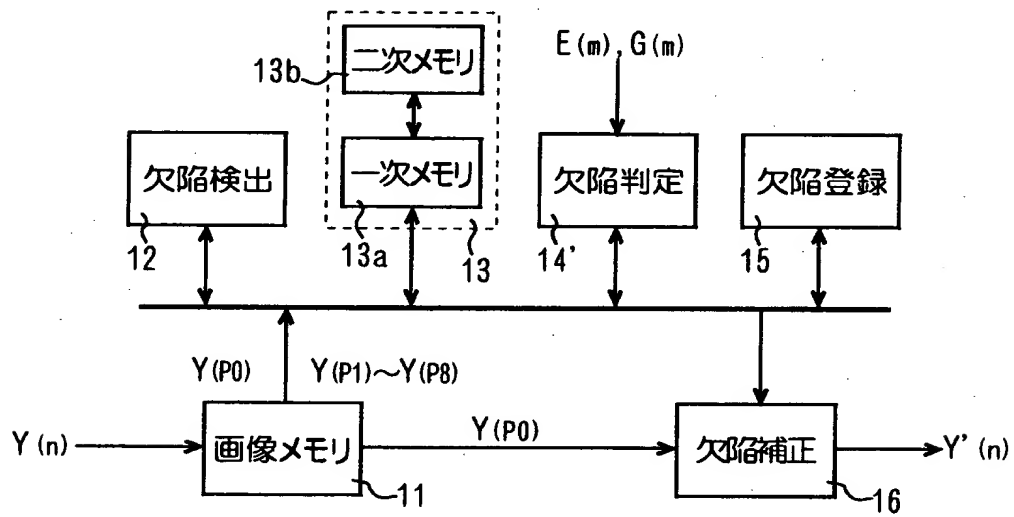 E(m), G(m)
二次メモリ
13b
一次メモリ
13a
13
欠陥検出
12
欠陥判定
14'
欠陥登録
15
Y(P0)
Y(P1)~Y(P8)
Y(n)
画像メモリ
11
Y(P0)
欠陥補正
16
Y'(n)